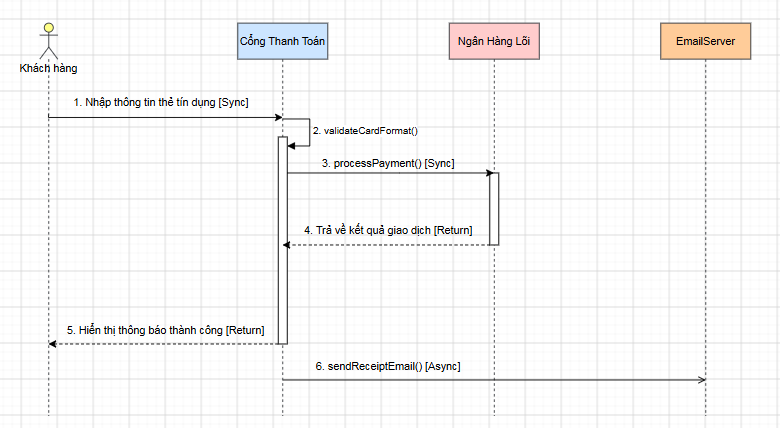 Cổng Thanh Toán
Ngân Hàng Lõi
EmailServer
Khách hàng
1. Nhập thông tin thẻ tín dụng [Sync]
2. validateCardFormat()
3. processPayment() [Sync]
4. Trả về kết quả giao dịch [Return]
5. Hiển thị thông báo thành công [Return]
6. sendReceiptEmail() [Async]